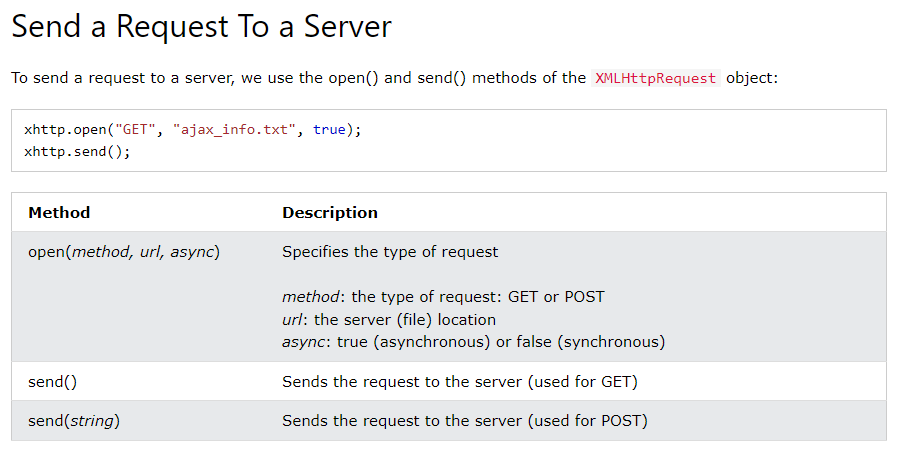 Send a Request To a Server
To send a request to a server, we use the open() and send() methods of the XMLHttpRequest object:
xhttp.open("GET", "ajax_info.txt", true);
xhttp.send();
Method Description
open(method, url, async) Specifies the type of request
method: the type of request: GET or POST
url: the server (file) location
async: true (asynchronous) or false (synchronous)
send() Sends the request to the server (used for GET)
send(string) Sends the request to the server (used for POST)